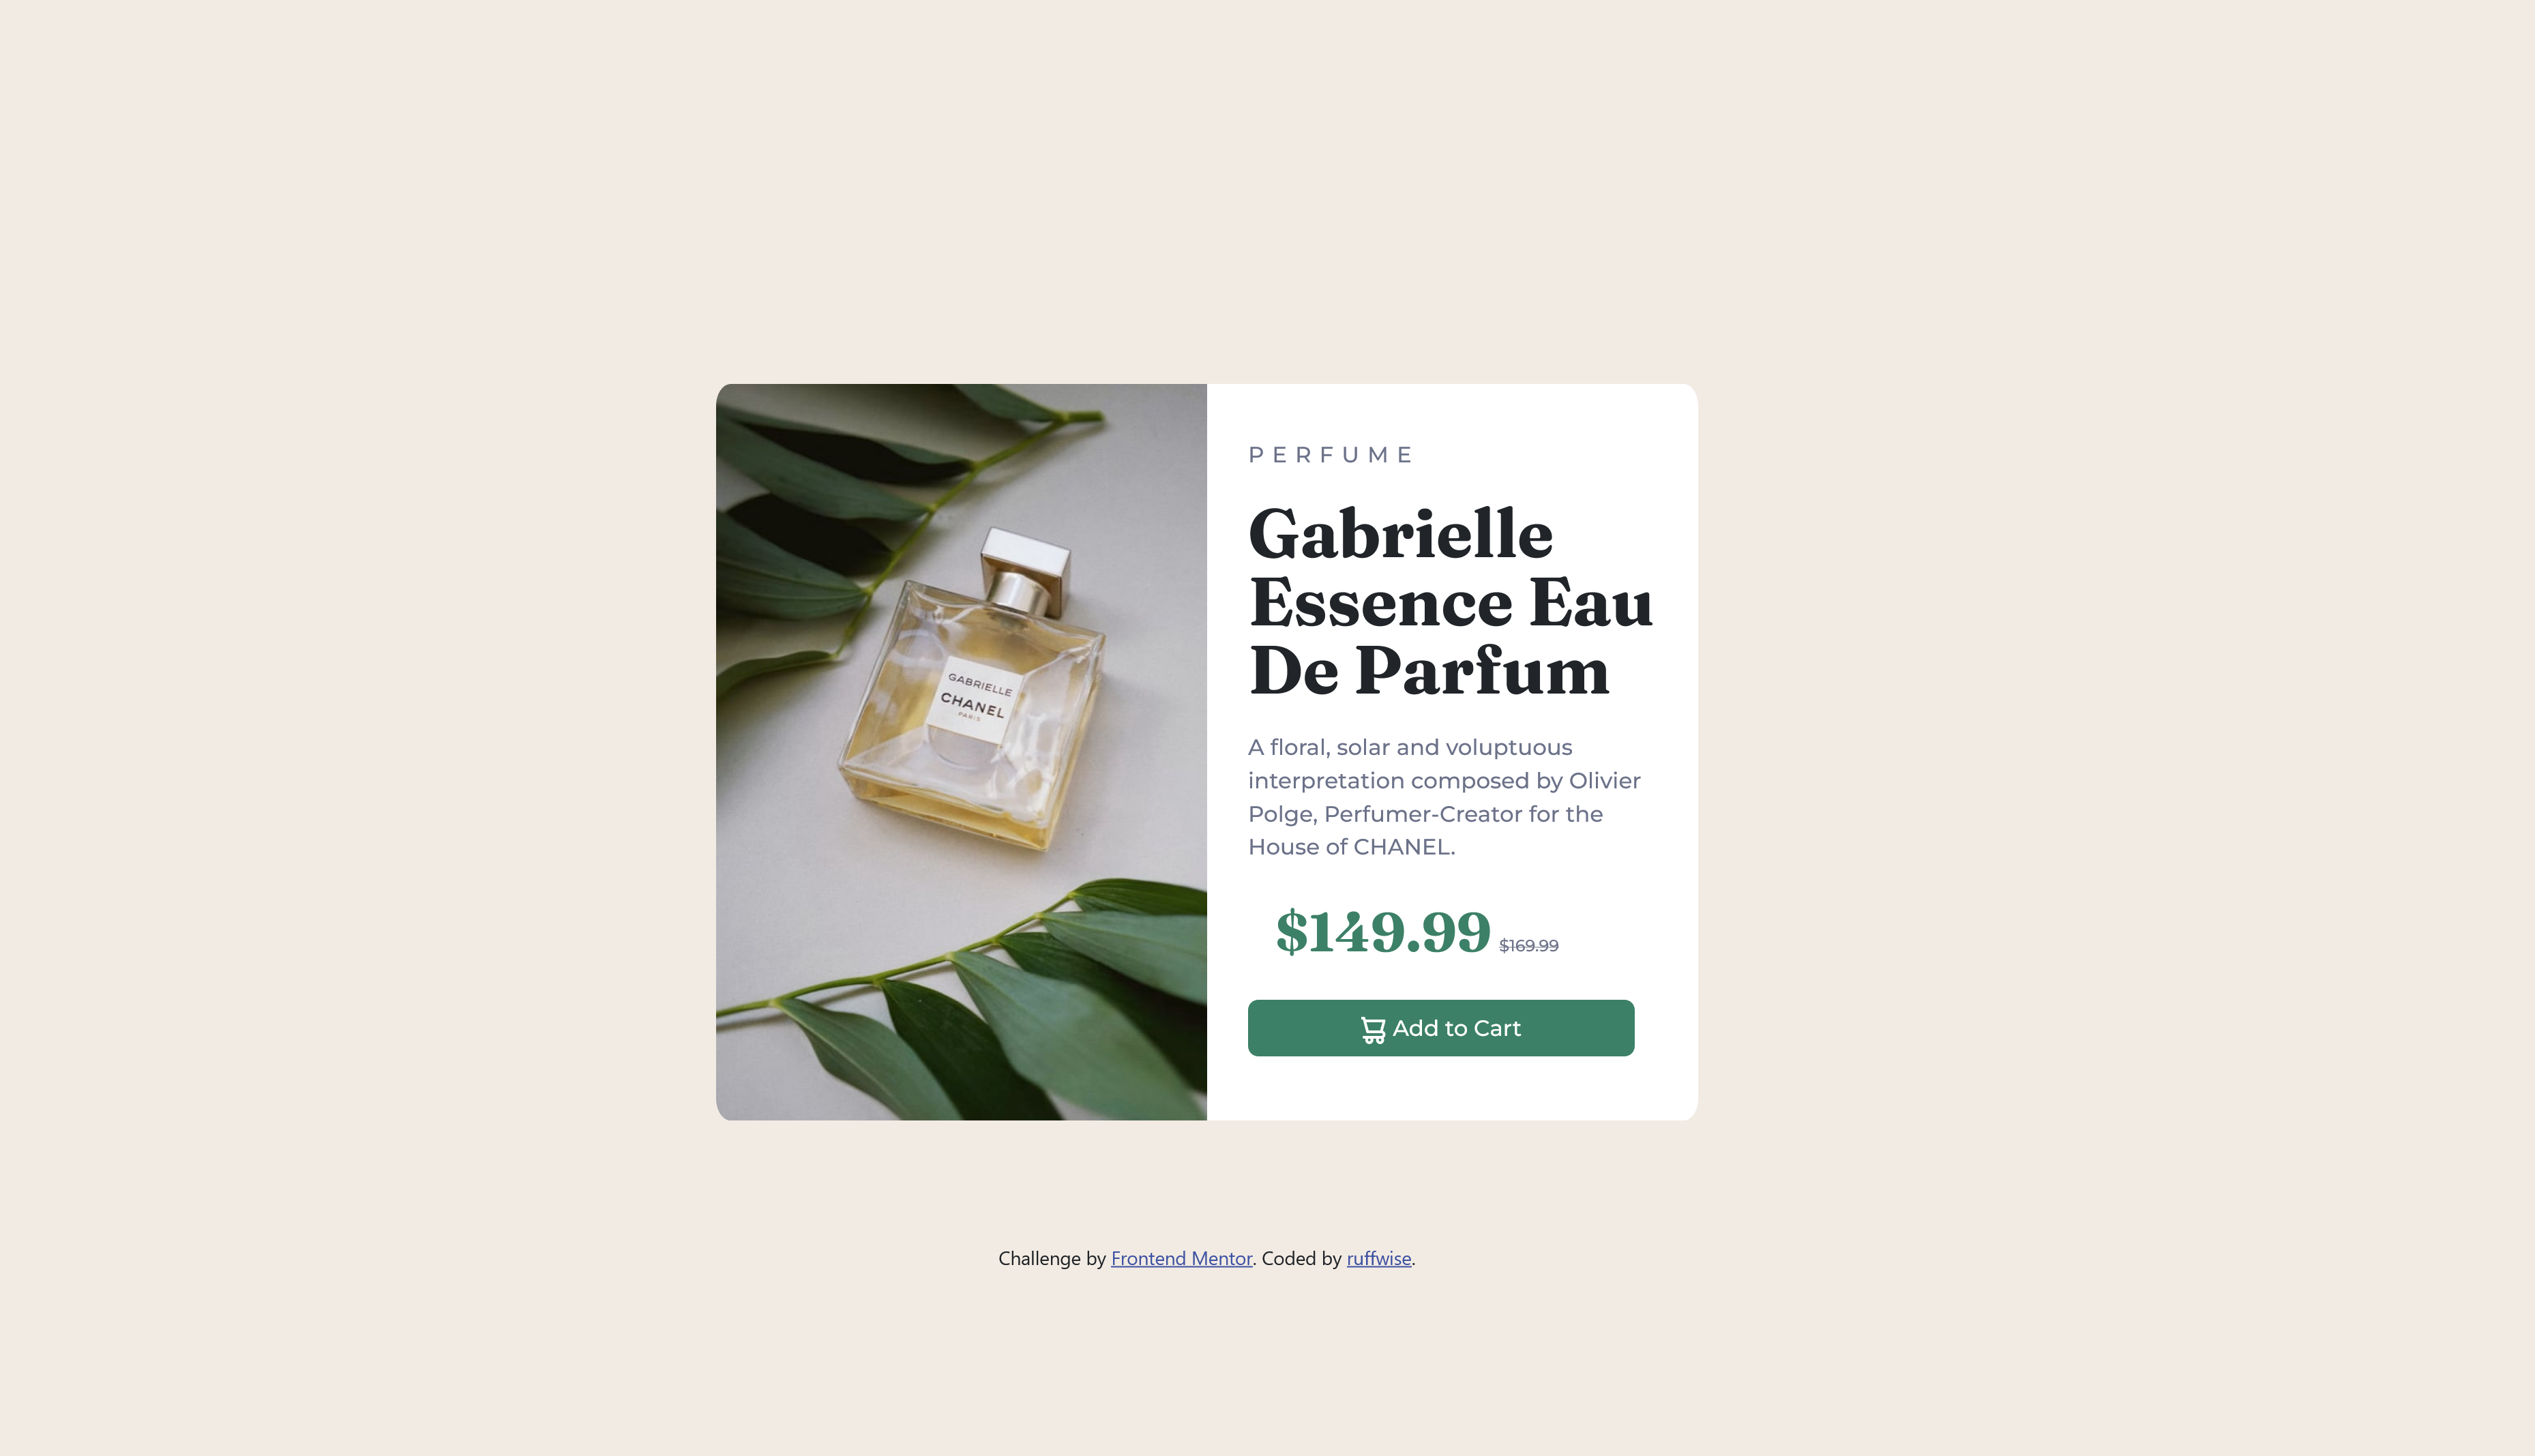 GABRIELLE
CHANEL
PARIS
PERFUME
Gabrielle
Essence Eau
De Parfum
A floral, solar and voluptuous
interpretation composed by Olivier
Polge, Perfumer-Creator for the
House of CHANEL.
$149.99 $169.99
Add to Cart
Challenge by Frontend Mentor. Coded by ruffwise.